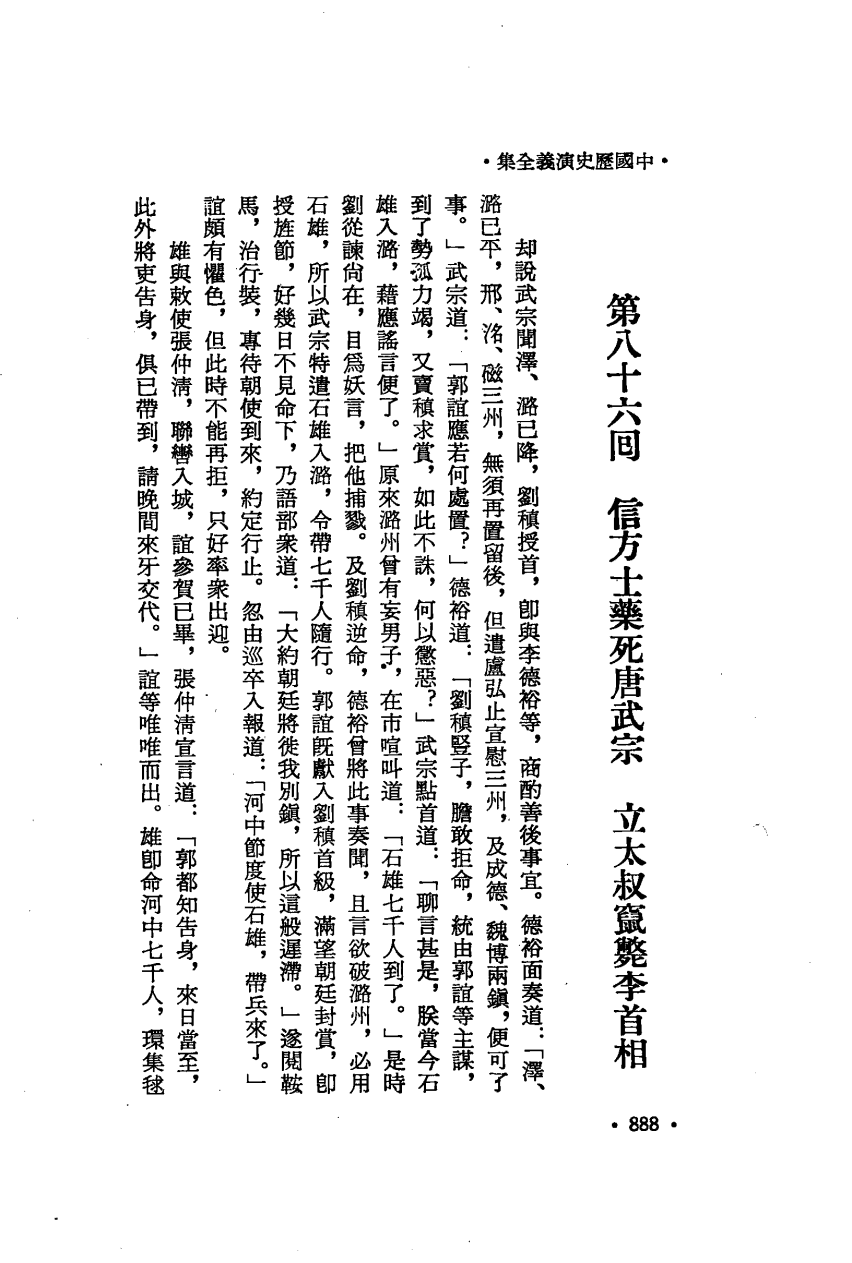 ・中國歷史演義全集・
第八十六回　信方士藥死唐武宗　立太叔竄斃李首相
却說武宗聞澤、潞已降，劉稹授首，卽與李德裕等，商酌善後事宜。德裕面奏道：「澤、
潞已平，邢、洺、磁三州，無須再置留後，但遣盧弘止宣慰三州，及成德、魏博兩鎭，便可了
事。」武宗道：「郭誼應若何處置？」德裕道：「劉稹豎子，膽敢拒命，統由郭誼等主謀，
到了勢孤力竭，又賣稹求賞，如此不誅，何以懲惡？」武宗點首道：「聊言甚是，朕當令石
雄入潞，藉應謠言便了。」原來潞州曾有妄男子，在市喧叫道：「石雄七千人到了。」是時
劉從諫尙在，目爲妖言，把他捕戮。及劉稹逆命，德裕曾將此事奏聞，且言欲破潞州，必用
石雄，所以武宗特遣石雄入潞，令帶七千人隨行。郭誼旣獻入劉稹首級，滿望朝廷封賞，卽
授旌節，好幾日不見命下，乃語部衆道：「大約朝廷將徙我別鎭，所以這般遲滯。」遂閱鞍
馬，治行裝，專待朝使到來，約定行止。忽由巡卒入報道：「河中節度使石雄，帶兵來了。」
誼頗有懼色，但此時不能再拒，只好率衆出迎。
雄與敕使張仲淸，聯轡入城，誼參賀已畢，張仲淸宣言道：「郭都知告身，來日當至，
此外將吏告身，俱已帶到，請晚間來牙交代。」誼等唯唯而出。雄卽命河中七千人，環集毬
・888・